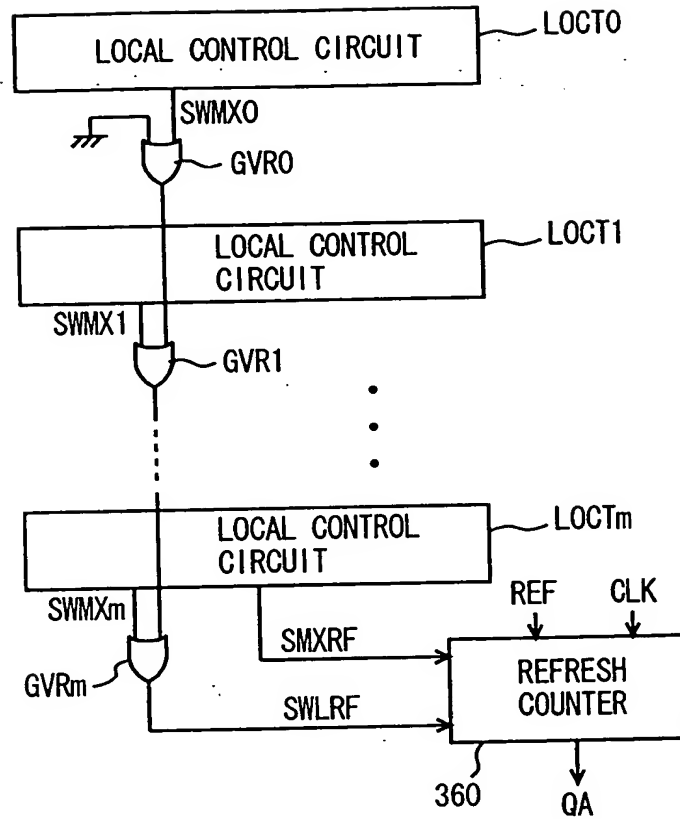 LOCAL CONTROL CIRCUIT
LOCT0
SWMX0
GVR0
LOCAL CONTROL
CIRCUIT
LOCT1
SWMX1
GVR1
LOCAL CONTROL
CIRCUIT
LOCTm
SWMXm
GVRm
SMXRF
SWLRF
REF
CLK
REFRESH
COUNTER
360
QA